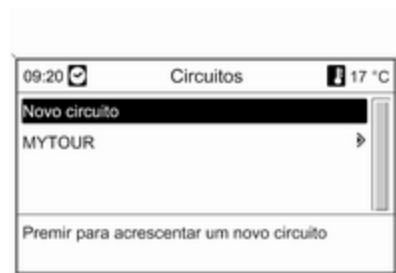 09:20 Circuitos 17 °C
Novo circuito
MYTOUR
Premir para acrescentar um novo circuito